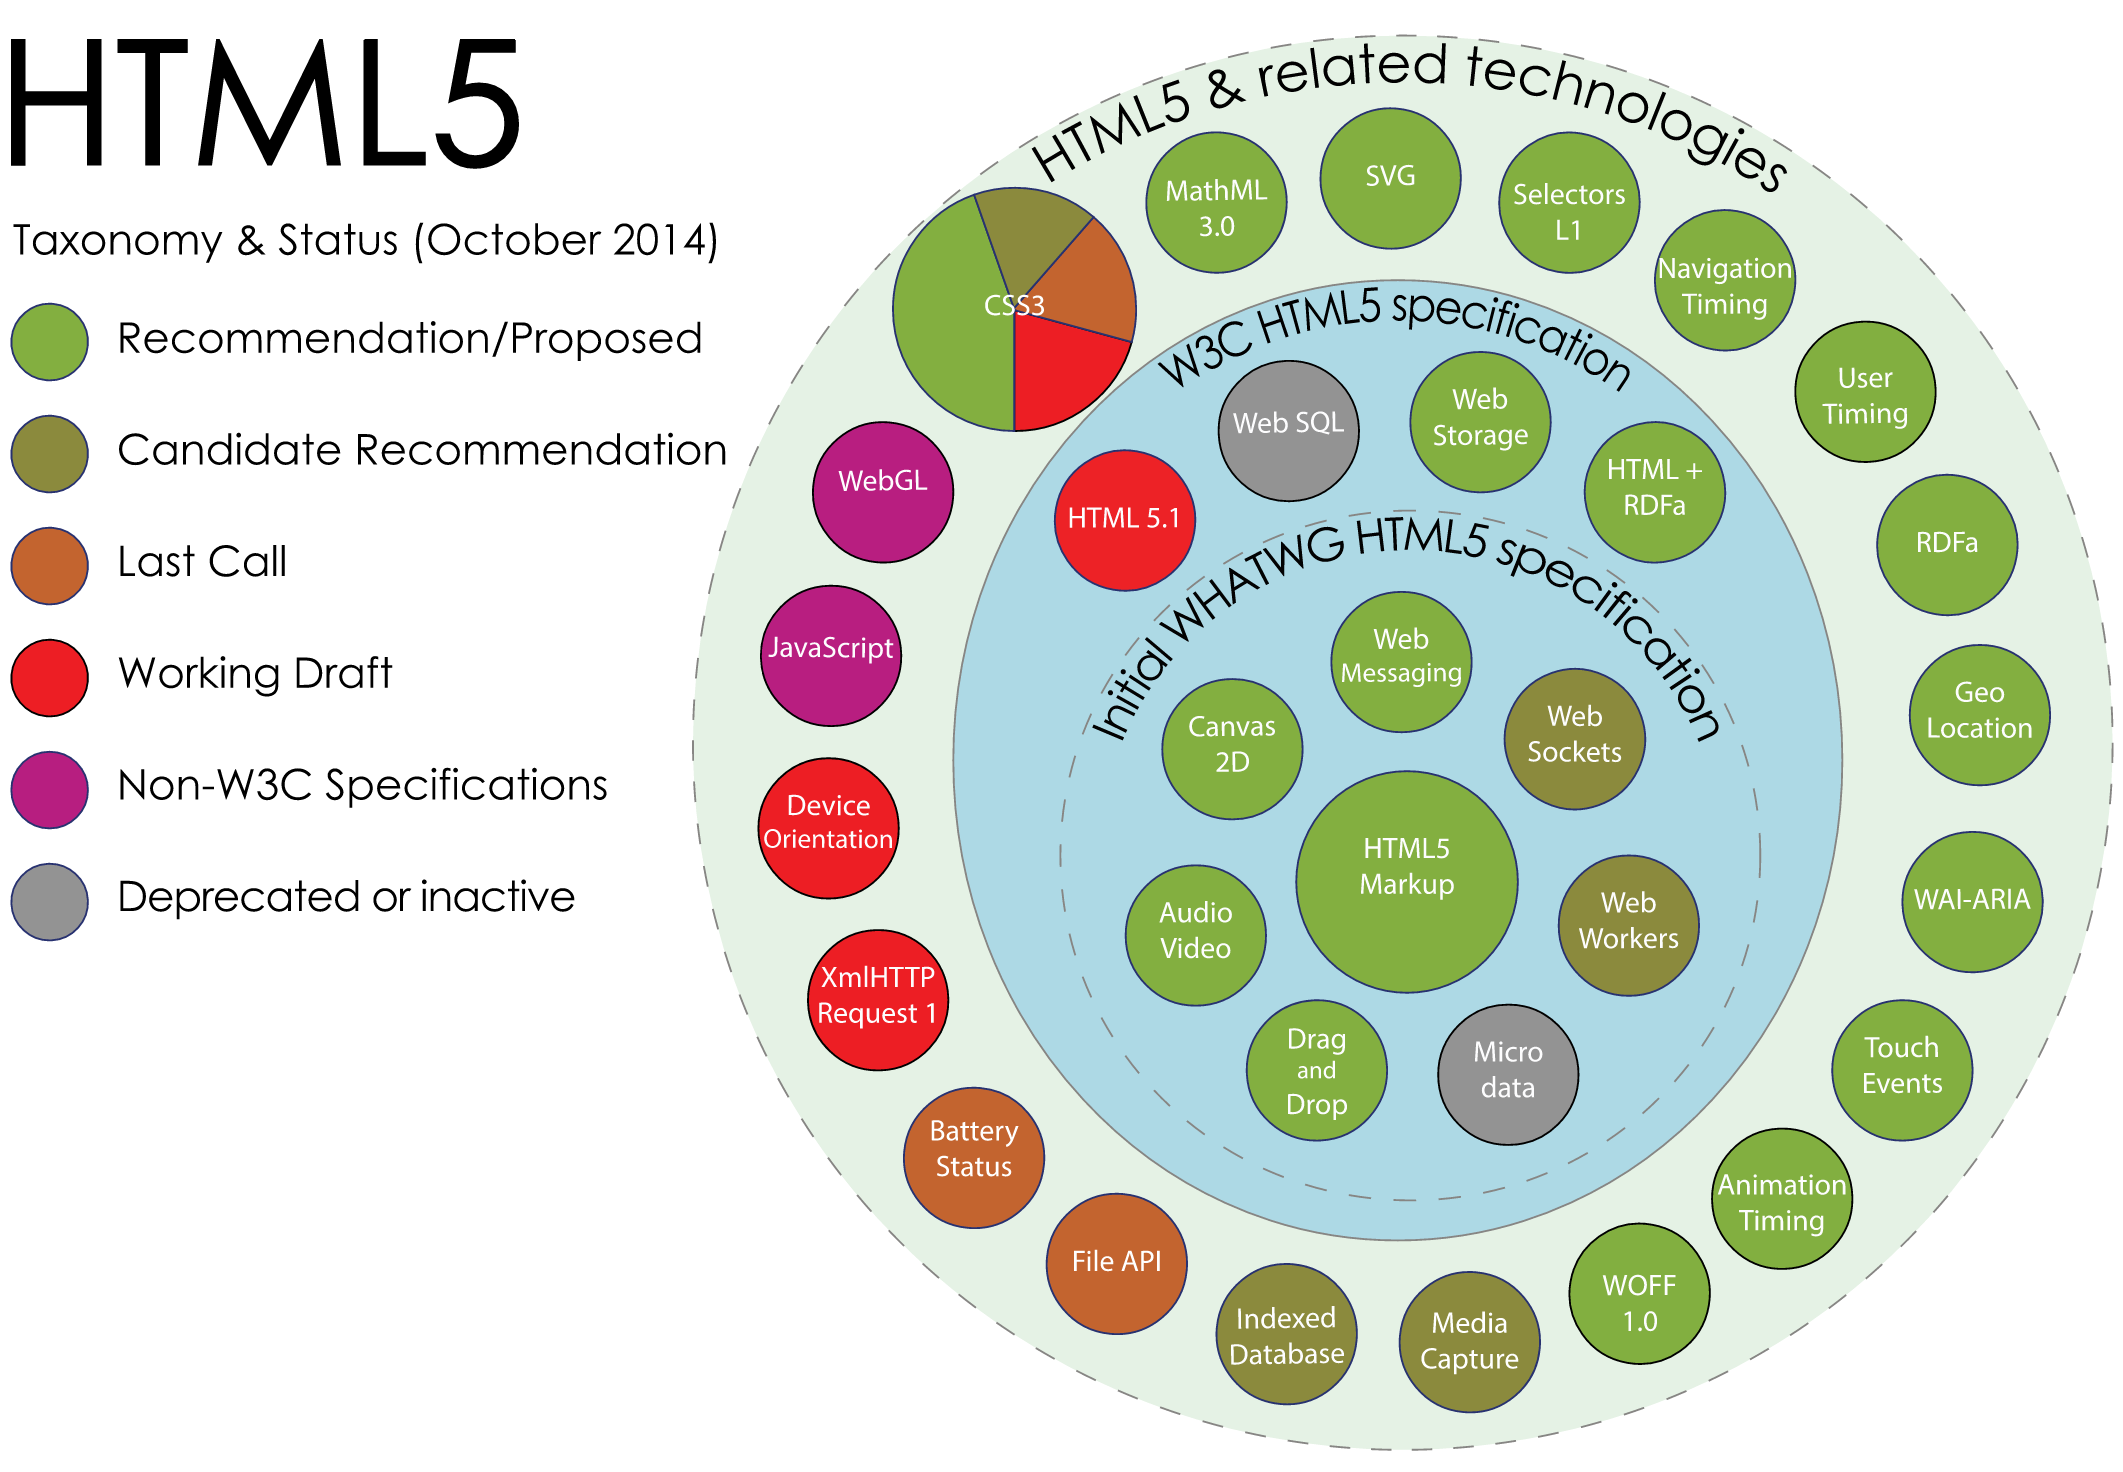 HTML5
Taxonomy & Status (October 2014)
Recommendation/Proposed
Candidate Recommendation
Last Call
Working Draft
Non-W3C Specifications
Deprecated or inactive
HTML5 & related technologies
CSS3
MathML
3.0
SVG
Selectors
L1
Navigation
Timing
User
Timing
RDFa
Geo
Location
WAI-ARIA
Touch
Events
Animation
Timing
WOFF
1.0
Media
Capture
Indexed
Database
File API
Battery
Status
XmlHTTP
Request 1
Device
Orientation
JavaScript
WebGL
W3C HTML5 specification
HTML 5.1
Web SQL
Web
Storage
HTML +
RDFa
Initial WHATWG HTML5 specification
Web
Messaging
Web
Sockets
Web
Workers
Micro
data
Drag
and
Drop
Audio
Video
Canvas
2D
HTML5
Markup